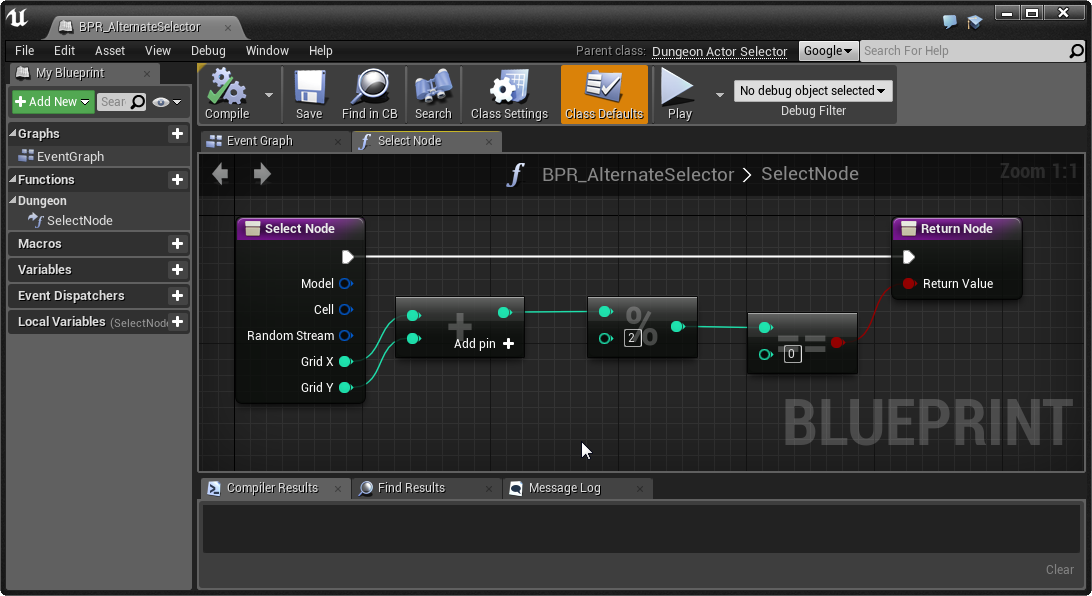 BPR_AlternateSelector
File Edit Asset View Debug Window Help Parent class: Dungeon Actor Selector Google Search For Help
My Blueprint
Add New Sear
Compile Save Find in CB Search Class Settings Class Defaults Play No debug object selected
Debug Filter
Graphs
EventGraph
Functions
Dungeon
SelectNode
Macros
Variables
Event Dispatchers
Local Variables (SelectNode
Event Graph Select Node
f BPR_AlternateSelector > SelectNode Zoom 1:1
Select Node
Model
Cell
Random Stream
Grid X
Grid Y
+
Add pin +
%
2
==
0
Return Node
Return Value
BLUEPRINT
Compiler Results Find Results Message Log
Clear